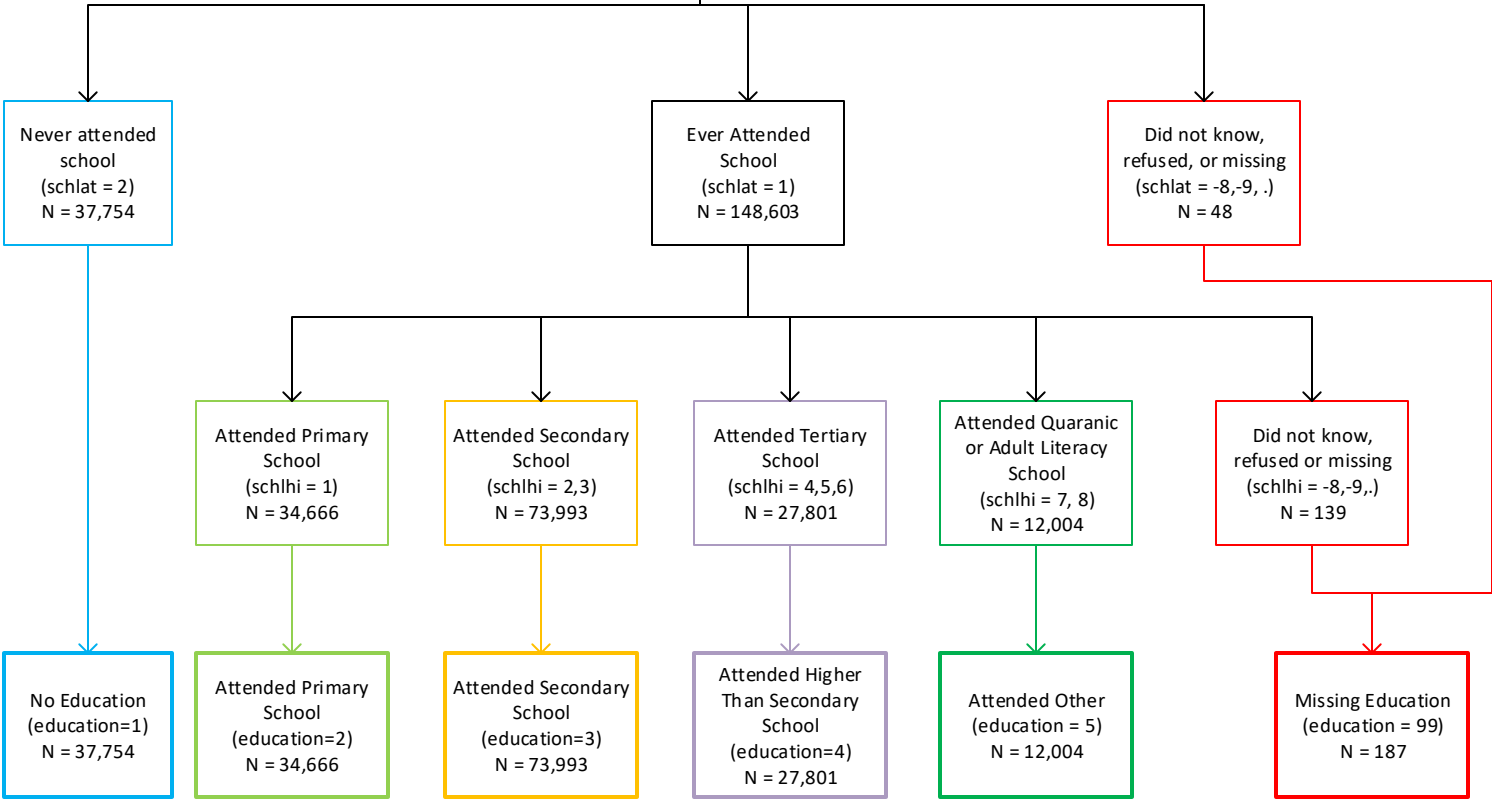 Never attended
school
(schlat = 2)
N = 37,754
Ever Attended
School
(schlat = 1)
N = 148,603
Did not know,
refused, or missing
(schlat = -8,-9, .)
N = 48
Attended Primary
School
(schlhi = 1)
N = 34,666
Attended Secondary
School
(schlhi = 2,3)
N = 73,993
Attended Tertiary
School
(schlhi = 4,5,6)
N = 27,801
Attended Quaranic
or Adult Literacy
School
(schlhi = 7, 8)
N = 12,004
Did not know,
refused or missing
(schlhi = -8,-9,.)
N = 139
No Education
(education=1)
N = 37,754
Attended Primary
School
(education=2)
N = 34,666
Attended Secondary
School
(education=3)
N = 73,993
Attended Higher
Than Secondary
School
(education=4)
N = 27,801
Attended Other
(education = 5)
N = 12,004
Missing Education
(education = 99)
N = 187